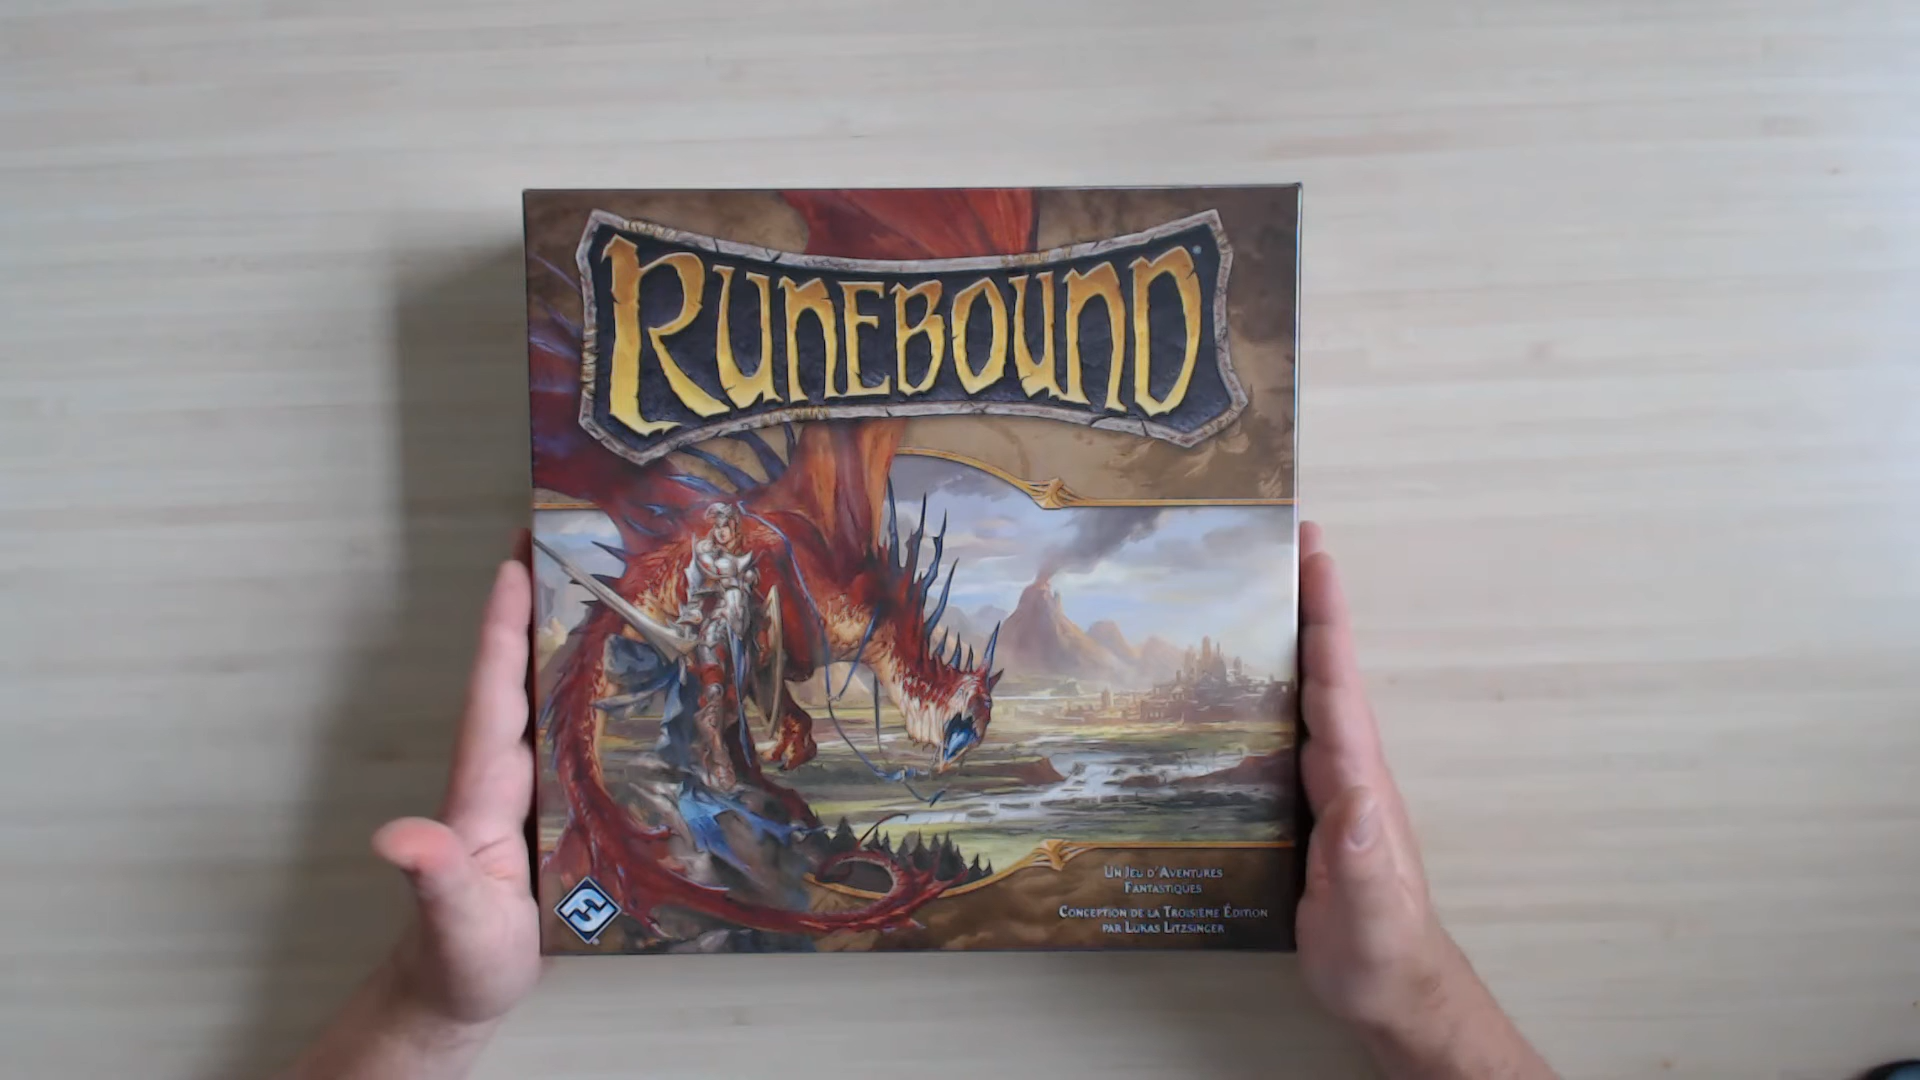 RUNEBOUND
UN JEU D'AVENTURES
FANTASTIQUES
CONCEPTION DE LA TROISIÈME ÉDITION
PAR LUKAS LITZSINGER